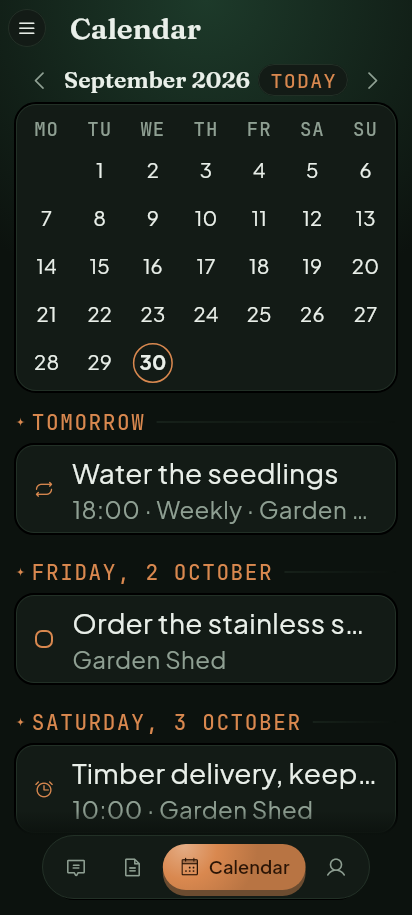 Calendar
September 2026 TODAY
MO TU WE TH FR SA SU
1 2 3 4 5 6
7 8 9 10 11 12 13
14 15 16 17 18 19 20
21 22 23 24 25 26 27
28 29 30
TOMORROW
Water the seedlings
18:00 · Weekly · Garden ...
FRIDAY, 2 OCTOBER
Order the stainless s...
Garden Shed
SATURDAY, 3 OCTOBER
Timber delivery, keep...
10:00 · Garden Shed
Calendar